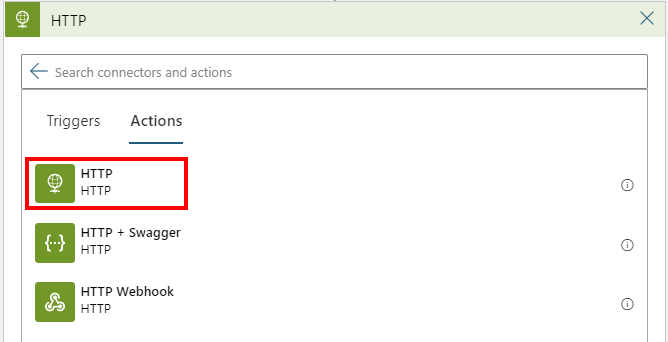 HTTP
Search connectors and actions
Triggers Actions
HTTP
HTTP
HTTP + Swagger
HTTP
HTTP Webhook
HTTP